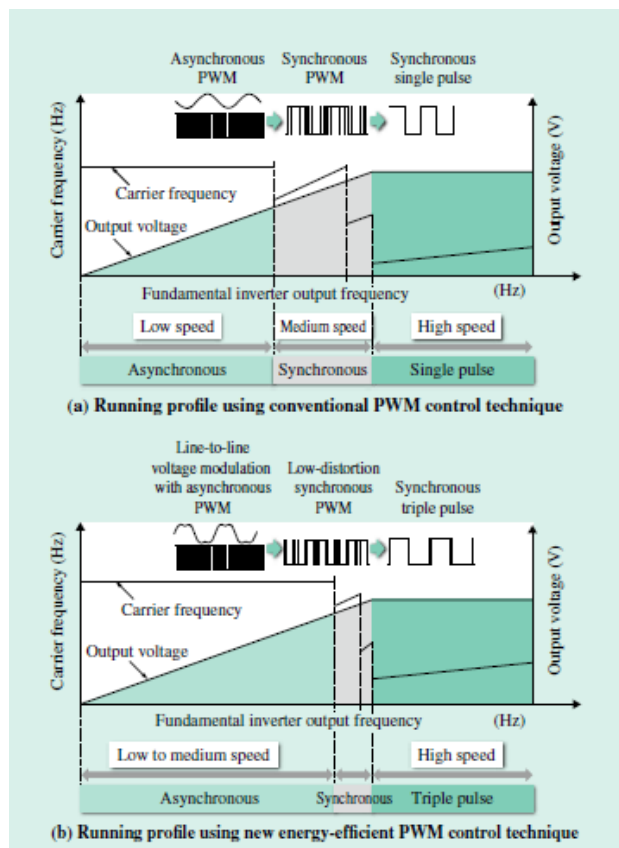 Asynchronous PWM
Synchronous PWM
Synchronous single pulse
Carrier frequency (Hz)
Output voltage (V)
Carrier frequency
Output voltage
Fundamental inverter output frequency
(Hz)
Low speed
Medium speed
High speed
Asynchronous
Synchronous
Single pulse
(a) Running profile using conventional PWM control technique
Line-to-line
voltage modulation
with asynchronous
PWM
Low-distortion
synchronous
PWM
Synchronous
triple pulse
Carrier frequency (Hz)
Output voltage (V)
Carrier frequency
Output voltage
Fundamental inverter output frequency
(Hz)
Low to medium speed
High speed
Asynchronous
Synchronous
Triple pulse
(b) Running profile using new energy-efficient PWM control technique